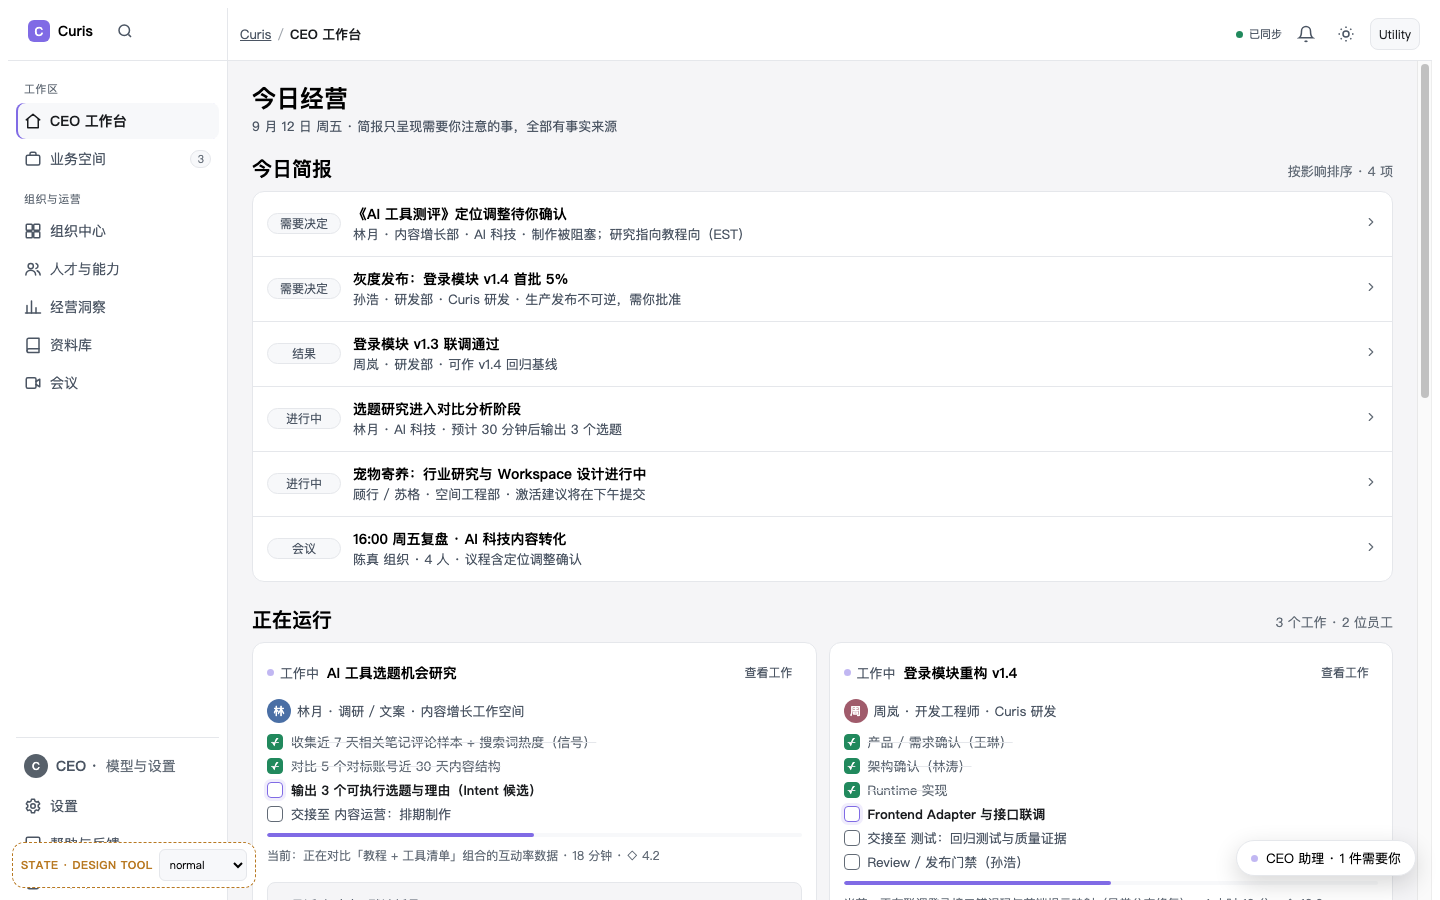 C Curis
Curis / CEO 工作台
已同步
Utility
工作区
CEO 工作台
业务空间 3
组织与运营
组织中心
人才与能力
经营洞察
资料库
会议
C CEO · 模型与设置
设置
STATE · DESIGN TOOL normal
今日经营
9 月 12 日 周五 · 简报只呈现需要你注意的事，全部有事实来源
今日简报
按影响排序 · 4 项
需要决定
《AI 工具测评》定位调整待你确认
林月 · 内容增长部 · AI 科技 · 制作被阻塞；研究指向教程向（EST）
需要决定
灰度发布：登录模块 v1.4 首批 5%
孙浩 · 研发部 · Curis 研发 · 生产发布不可逆，需你批准
结果
登录模块 v1.3 联调通过
周岚 · 研发部 · 可作 v1.4 回归基线
进行中
选题研究进入对比分析阶段
林月 · AI 科技 · 预计 30 分钟后输出 3 个选题
进行中
宠物寄养：行业研究与 Workspace 设计进行中
顾行 / 苏格 · 空间工程部 · 激活建议将在下午提交
会议
16:00 周五复盘 · AI 科技内容转化
陈真 组织 · 4 人 · 议程含定位调整确认
正在运行
3 个工作 · 2 位员工
工作中 AI 工具选题机会研究
查看工作
林 林月 · 调研 / 文案 · 内容增长工作空间
收集近 7 天相关笔记评论样本 + 搜索词热度（信号）
对比 5 个对标账号近 30 天内容结构
输出 3 个可执行选题与理由（Intent 候选）
交接至 内容运营：排期制作
当前：正在对比「教程 + 工具清单」组合的互动率数据 · 18 分钟 · ◇ 4.2
工作中 登录模块重构 v1.4
查看工作
周 周岚 · 开发工程师 · Curis 研发
产品 / 需求确认（王琳）
架构确认（林涛）
Runtime 实现
Frontend Adapter 与接口联调
交接至 测试：回归测试与质量证据
Review / 发布门禁（孙浩）
CEO 助理 · 1 件需要你